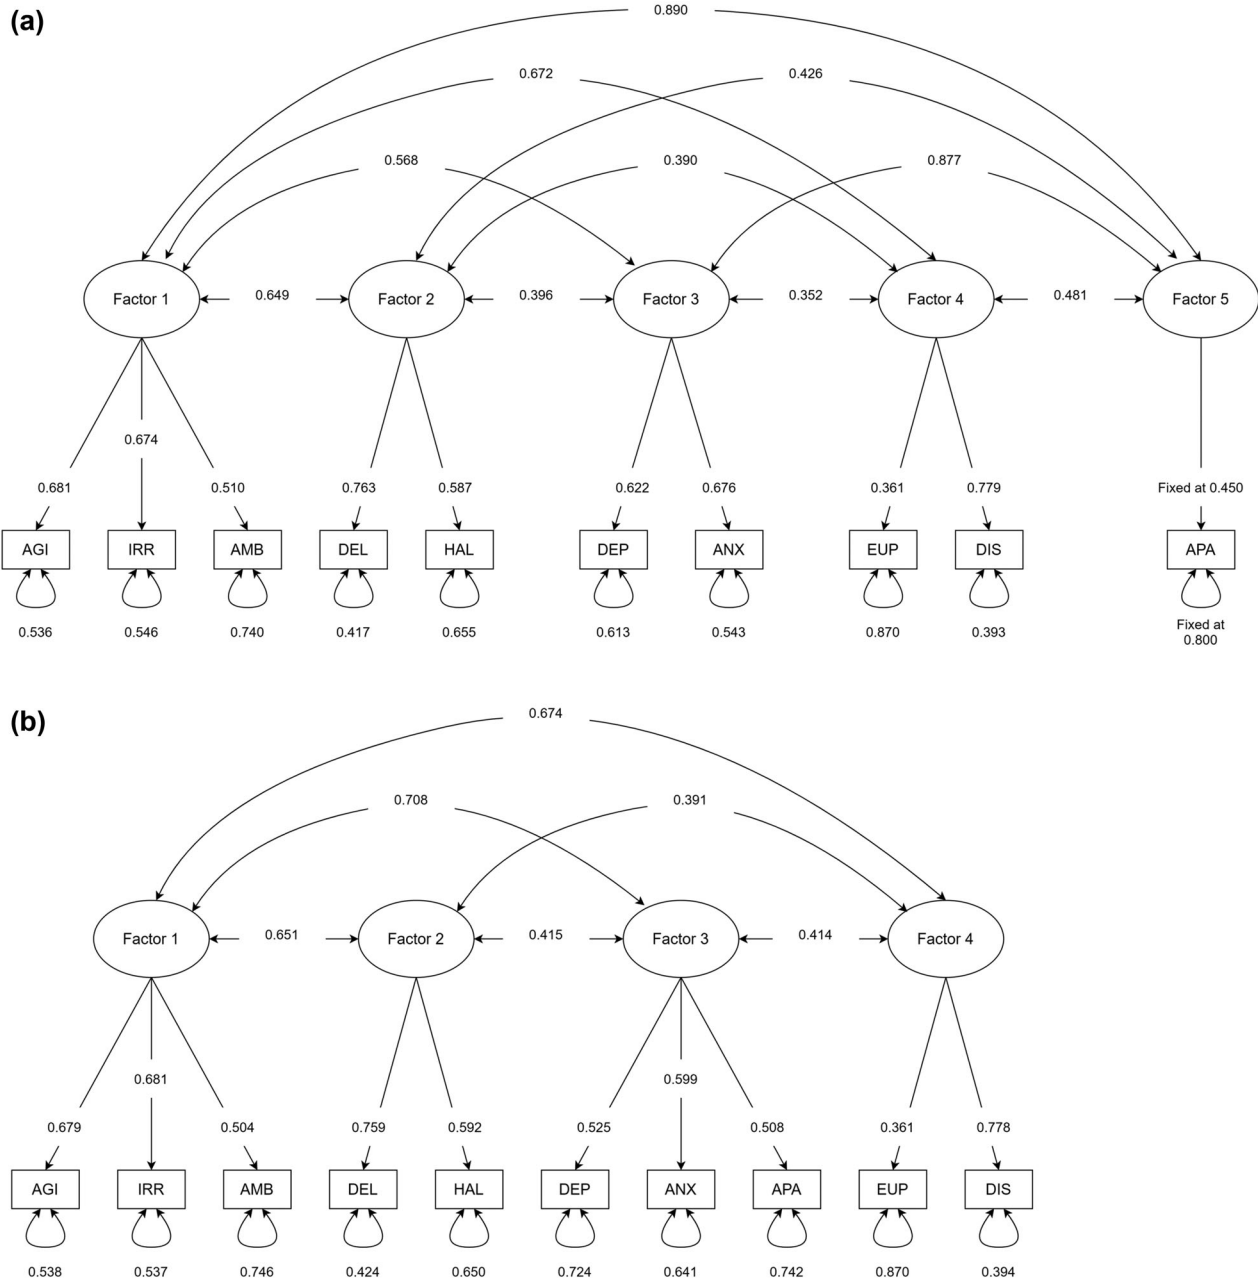 (a)
0.890
0.672
0.426
0.568
0.390
0.877
Factor 1
0.649
Factor 2
0.396
Factor 3
0.352
Factor 4
0.481
Factor 5
0.674
0.681
0.510
0.763
0.587
0.622
0.676
0.361
0.779
Fixed at 0.450
AGI
IRR
AMB
DEL
HAL
DEP
ANX
EUP
DIS
APA
0.536
0.546
0.740
0.417
0.655
0.613
0.543
0.870
0.393
Fixed at
0.800
(b)
0.674
0.708
0.391
Factor 1
0.651
Factor 2
0.415
Factor 3
0.414
Factor 4
0.681
0.599
0.679
0.504
0.759
0.592
0.525
0.508
0.361
0.778
AGI
IRR
AMB
DEL
HAL
DEP
ANX
APA
EUP
DIS
0.538
0.537
0.746
0.424
0.650
0.724
0.641
0.742
0.870
0.394